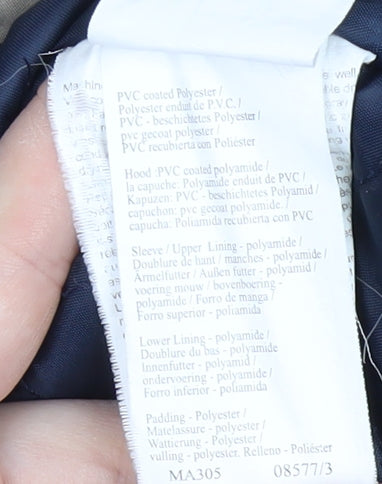 PVC coated Polyester /
Polyester enduit de P.V.C. /
PVC - beschichtetes Polyester /
pvc gecoat polyester /
PVC recubierta con Poliester
Hood :PVC coated polyamide /
la capuche: Polyamide enduit de PVC /
Kapuzen: PVC - beschichtetes Polyamid /
capuchon: pvc gecoat polyamide. /
capucha: Poliamida recubierta con PVC
Sleeve / Upper Lining - polyamide /
Doublure de haut / manches - polyamide /
Ärmelfutter / Außen futter - polyamid /
voering mouw / bovenboering -
polyamide / Forro de manga /
Forro superior - poliamida
Lower Lining - polyamide /
Doublure du bas - polyamide
Innenfutter - polyamid /
ondervoering - polyamide /
Forro inferior - poliamida
Padding - Polyester /
Matelassure - polyester /
Wattierung - Polyester /
vulling - polyester. Relleno - Poliéster
MA305 08577/3